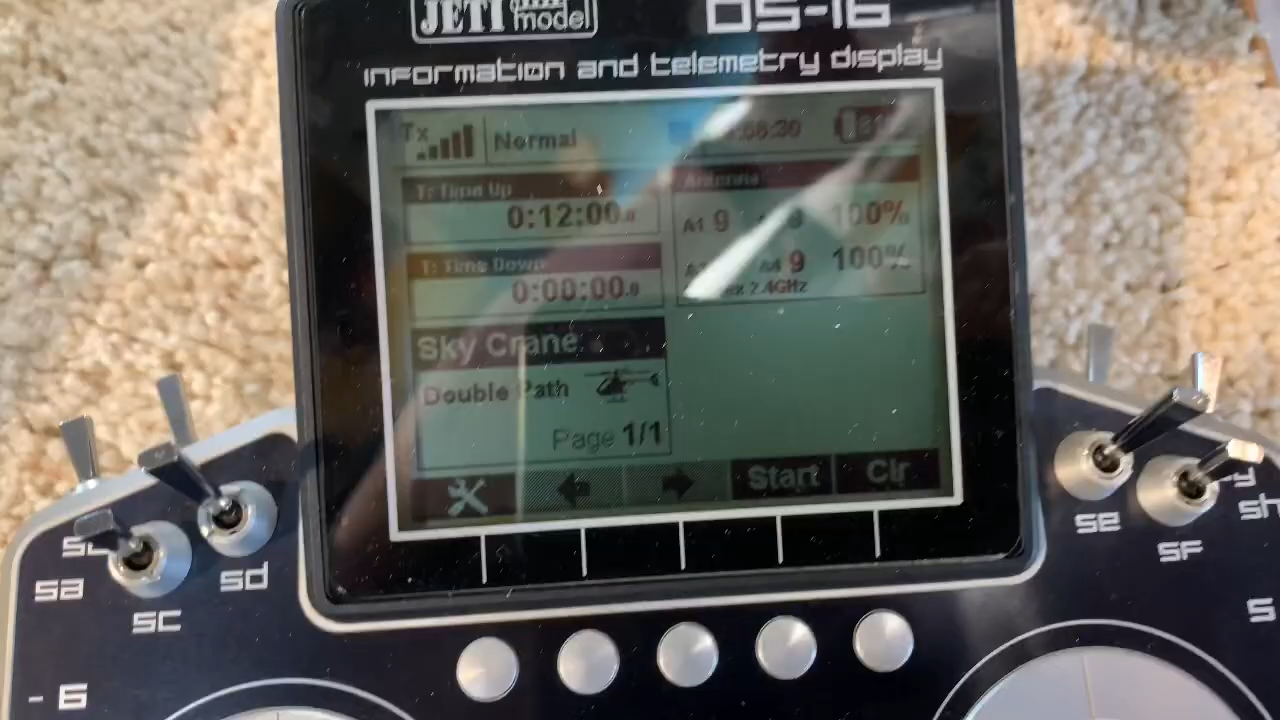 JETI model
DS-16
information and telemetry display
Tx
Normal
T: Time Up
0:12:00.0
Antenna
A1 9
100%
9 100%
2.4GHz
T: Time Down
0:00:00.0
Sky Crane
Double Path
Page 1/1
Start
Clr
sa
sc
sd
se
sf
sh
- 6